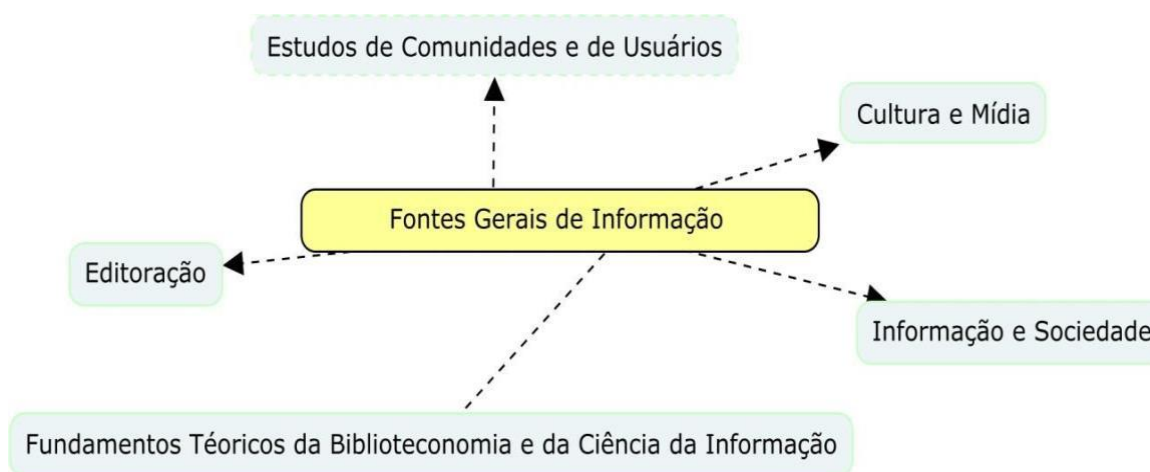 Estudos de Comunidades e de Usuários
Cultura e Mídia
Fontes Gerais de Informação
Editoração
Informação e Sociedade
Fundamentos Téoricos da Biblioteconomia e da Ciência da Informação